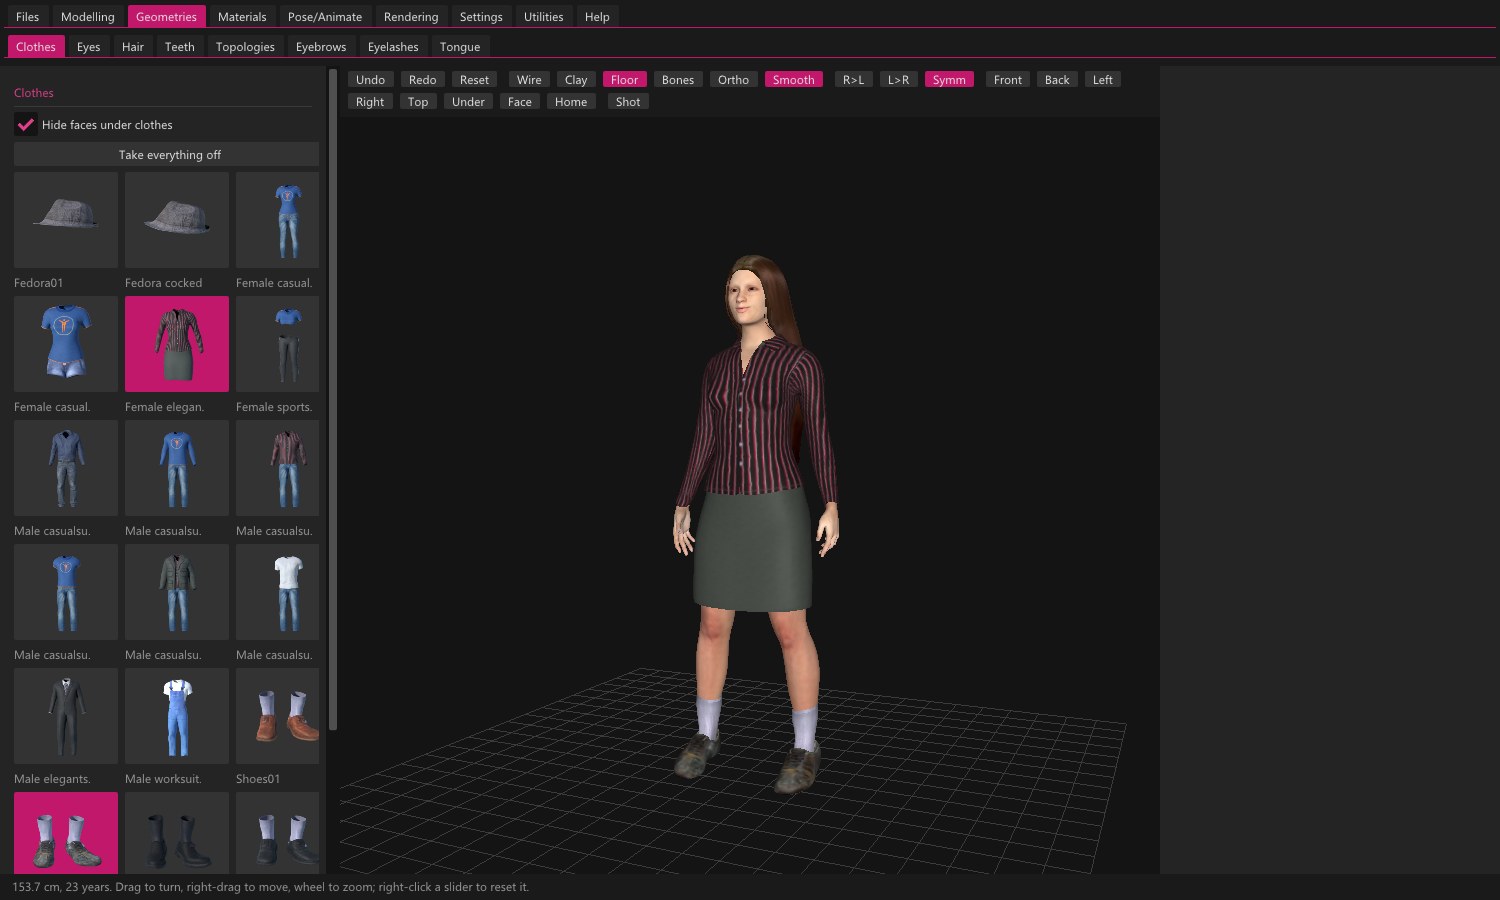 Files Modelling Geometries Materials Pose/Animate Rendering Settings Utilities Help
Clothes Eyes Hair Teeth Topologies Eyebrows Eyelashes Tongue
Undo Redo Reset Wire Clay Floor Bones Ortho Smooth R>L L>R Symm Front Back Left
Right Top Under Face Home Shot
Clothes
Hide faces under clothes
Take everything off
Fedora01 Fedora cocked Female casual.
Female casual. Female elegan. Female sports.
Male casualsu. Male casualsu. Male casualsu.
Male casualsu. Male casualsu. Male casualsu.
Male elegants. Male worksuit. Shoes01
153.7 cm, 23 years. Drag to turn, right-drag to move, wheel to zoom; right-click a slider to reset it.